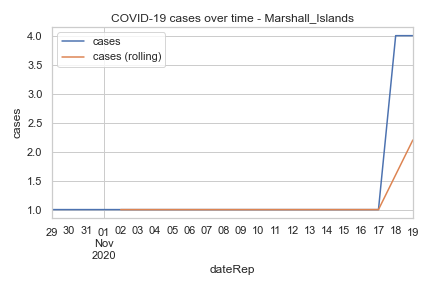 COVID-19 cases over time - Marshall_Islands
cases
cases (rolling)
cases
4.0
3.5
3.0
2.5
2.0
1.5
1.0
29 30 31 01 02 03 04 05 06 07 08 09 10 11 12 13 14 15 16 17 18 19
Nov
2020
dateRep